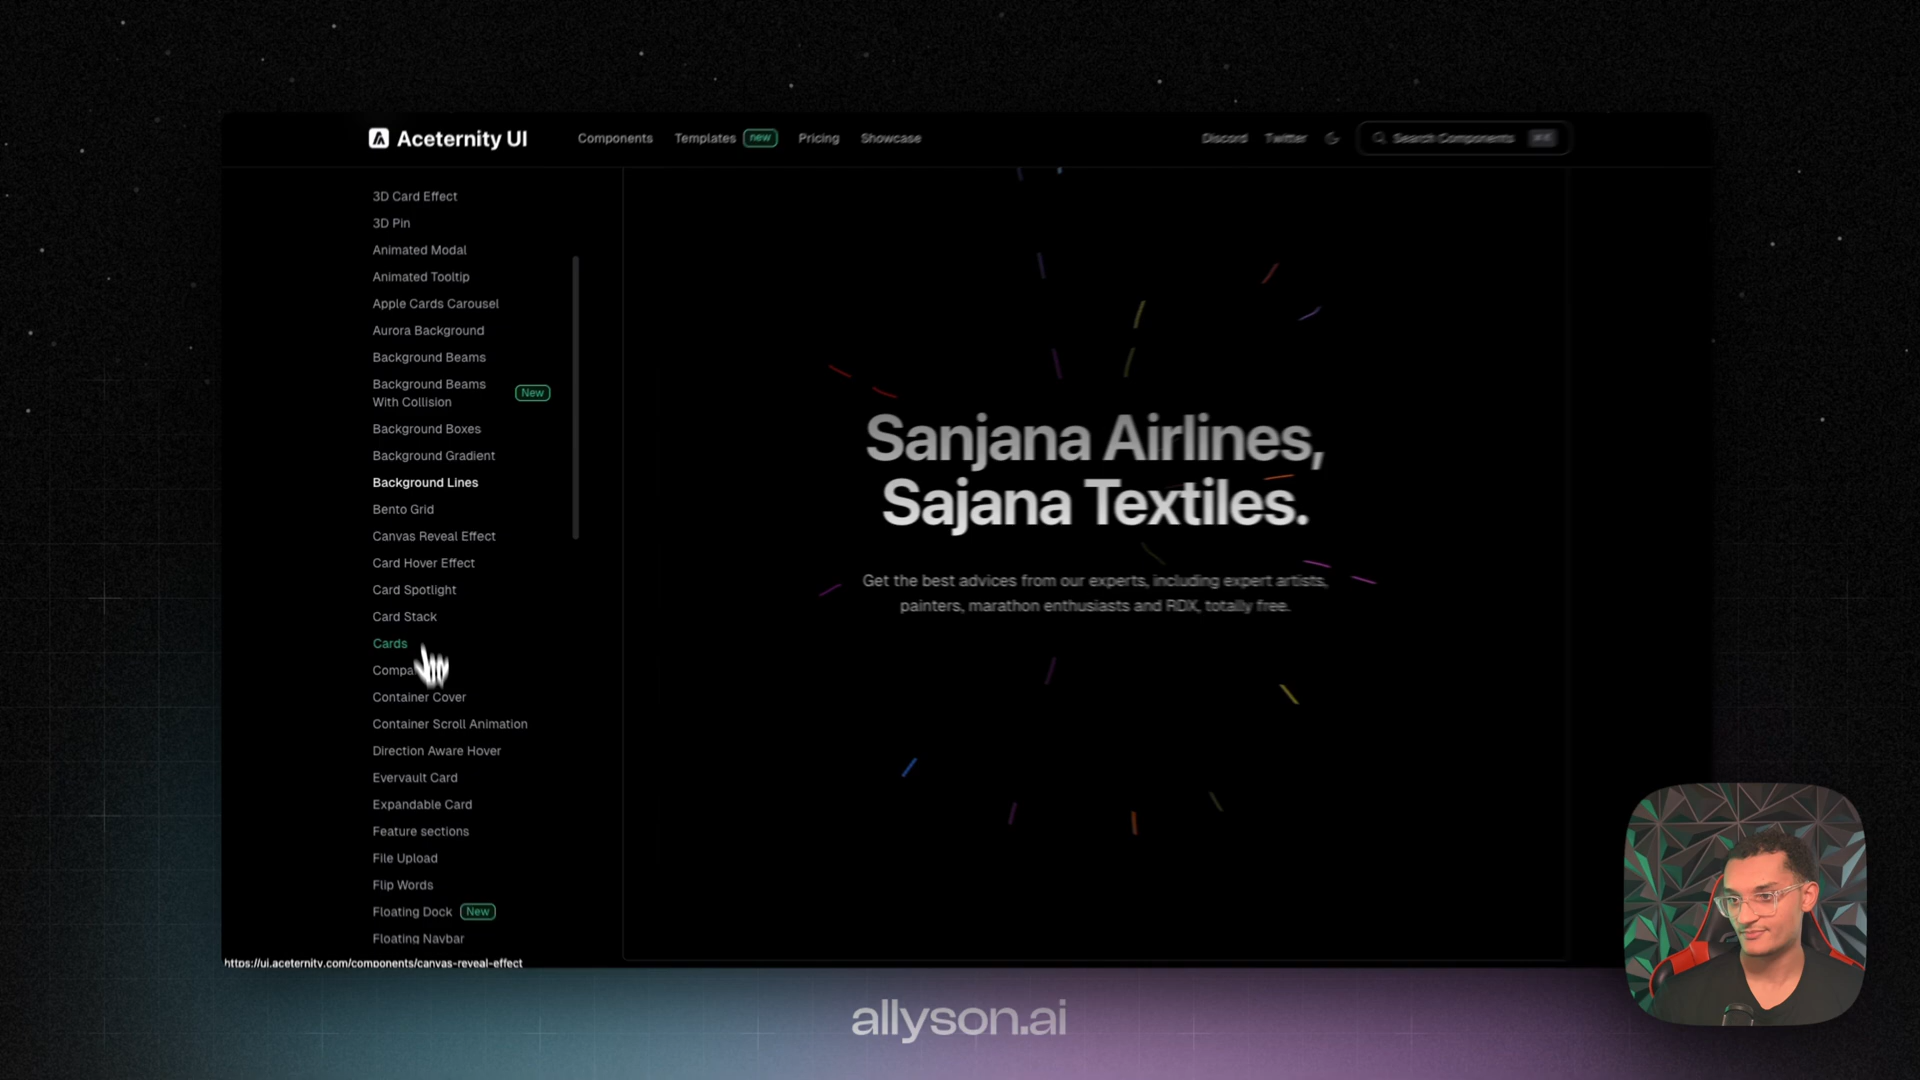 Aceternity UI
Components
Templates
new
Pricing
Showcase
Discord
Twitter
Search Components
3D Card Effect
3D Pin
Animated Modal
Animated Tooltip
Apple Cards Carousel
Aurora Background
Background Beams
Background Beams
With Collision
New
Background Boxes
Background Gradient
Background Lines
Bento Grid
Canvas Reveal Effect
Card Hover Effect
Card Spotlight
Card Stack
Cards
Container Cover
Container Scroll Animation
Direction Aware Hover
Evervault Card
Expandable Card
Feature sections
File Upload
Flip Words
Floating Dock
New
Floating Navbar
https://ui.aceternity.com/components/canvas-reveal-effect
Sanjana Airlines,
Sajana Textiles.
Get the best advices from our experts, including expert artists,
painters, marathon enthusiasts and RDX, totally free.
allyson.ai